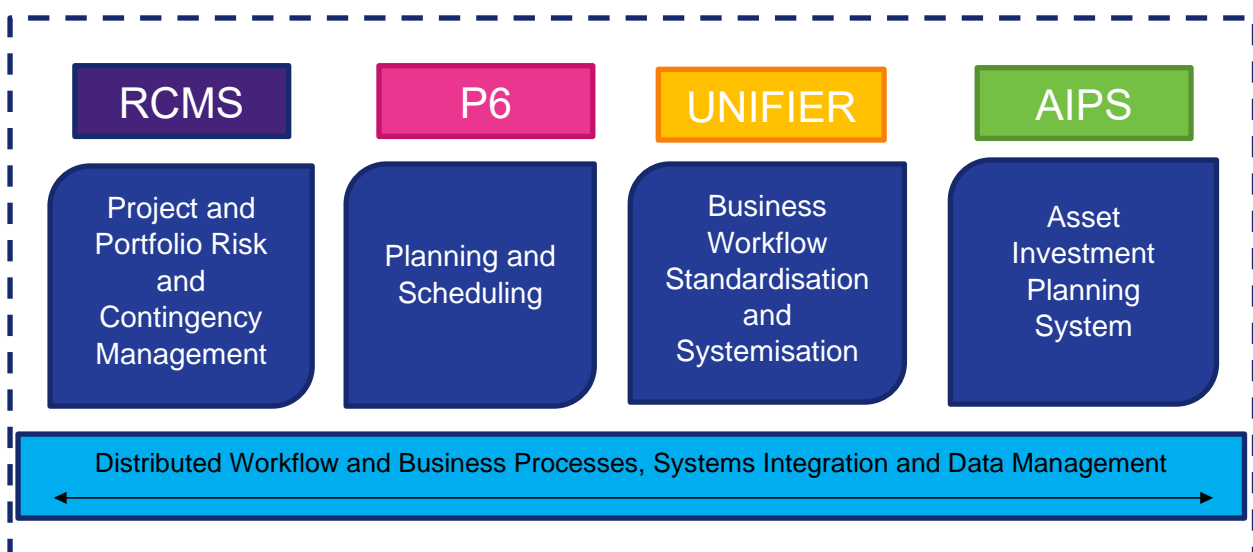 RCMS
P6
UNIFIER
AIPS
Project and
Portfolio Risk
and
Contingency
Management
Planning and
Scheduling
Business
Workflow
Standardisation
and
Systemisation
Asset
Investment
Planning
System
Distributed Workflow and Business Processes, Systems Integration and Data Management